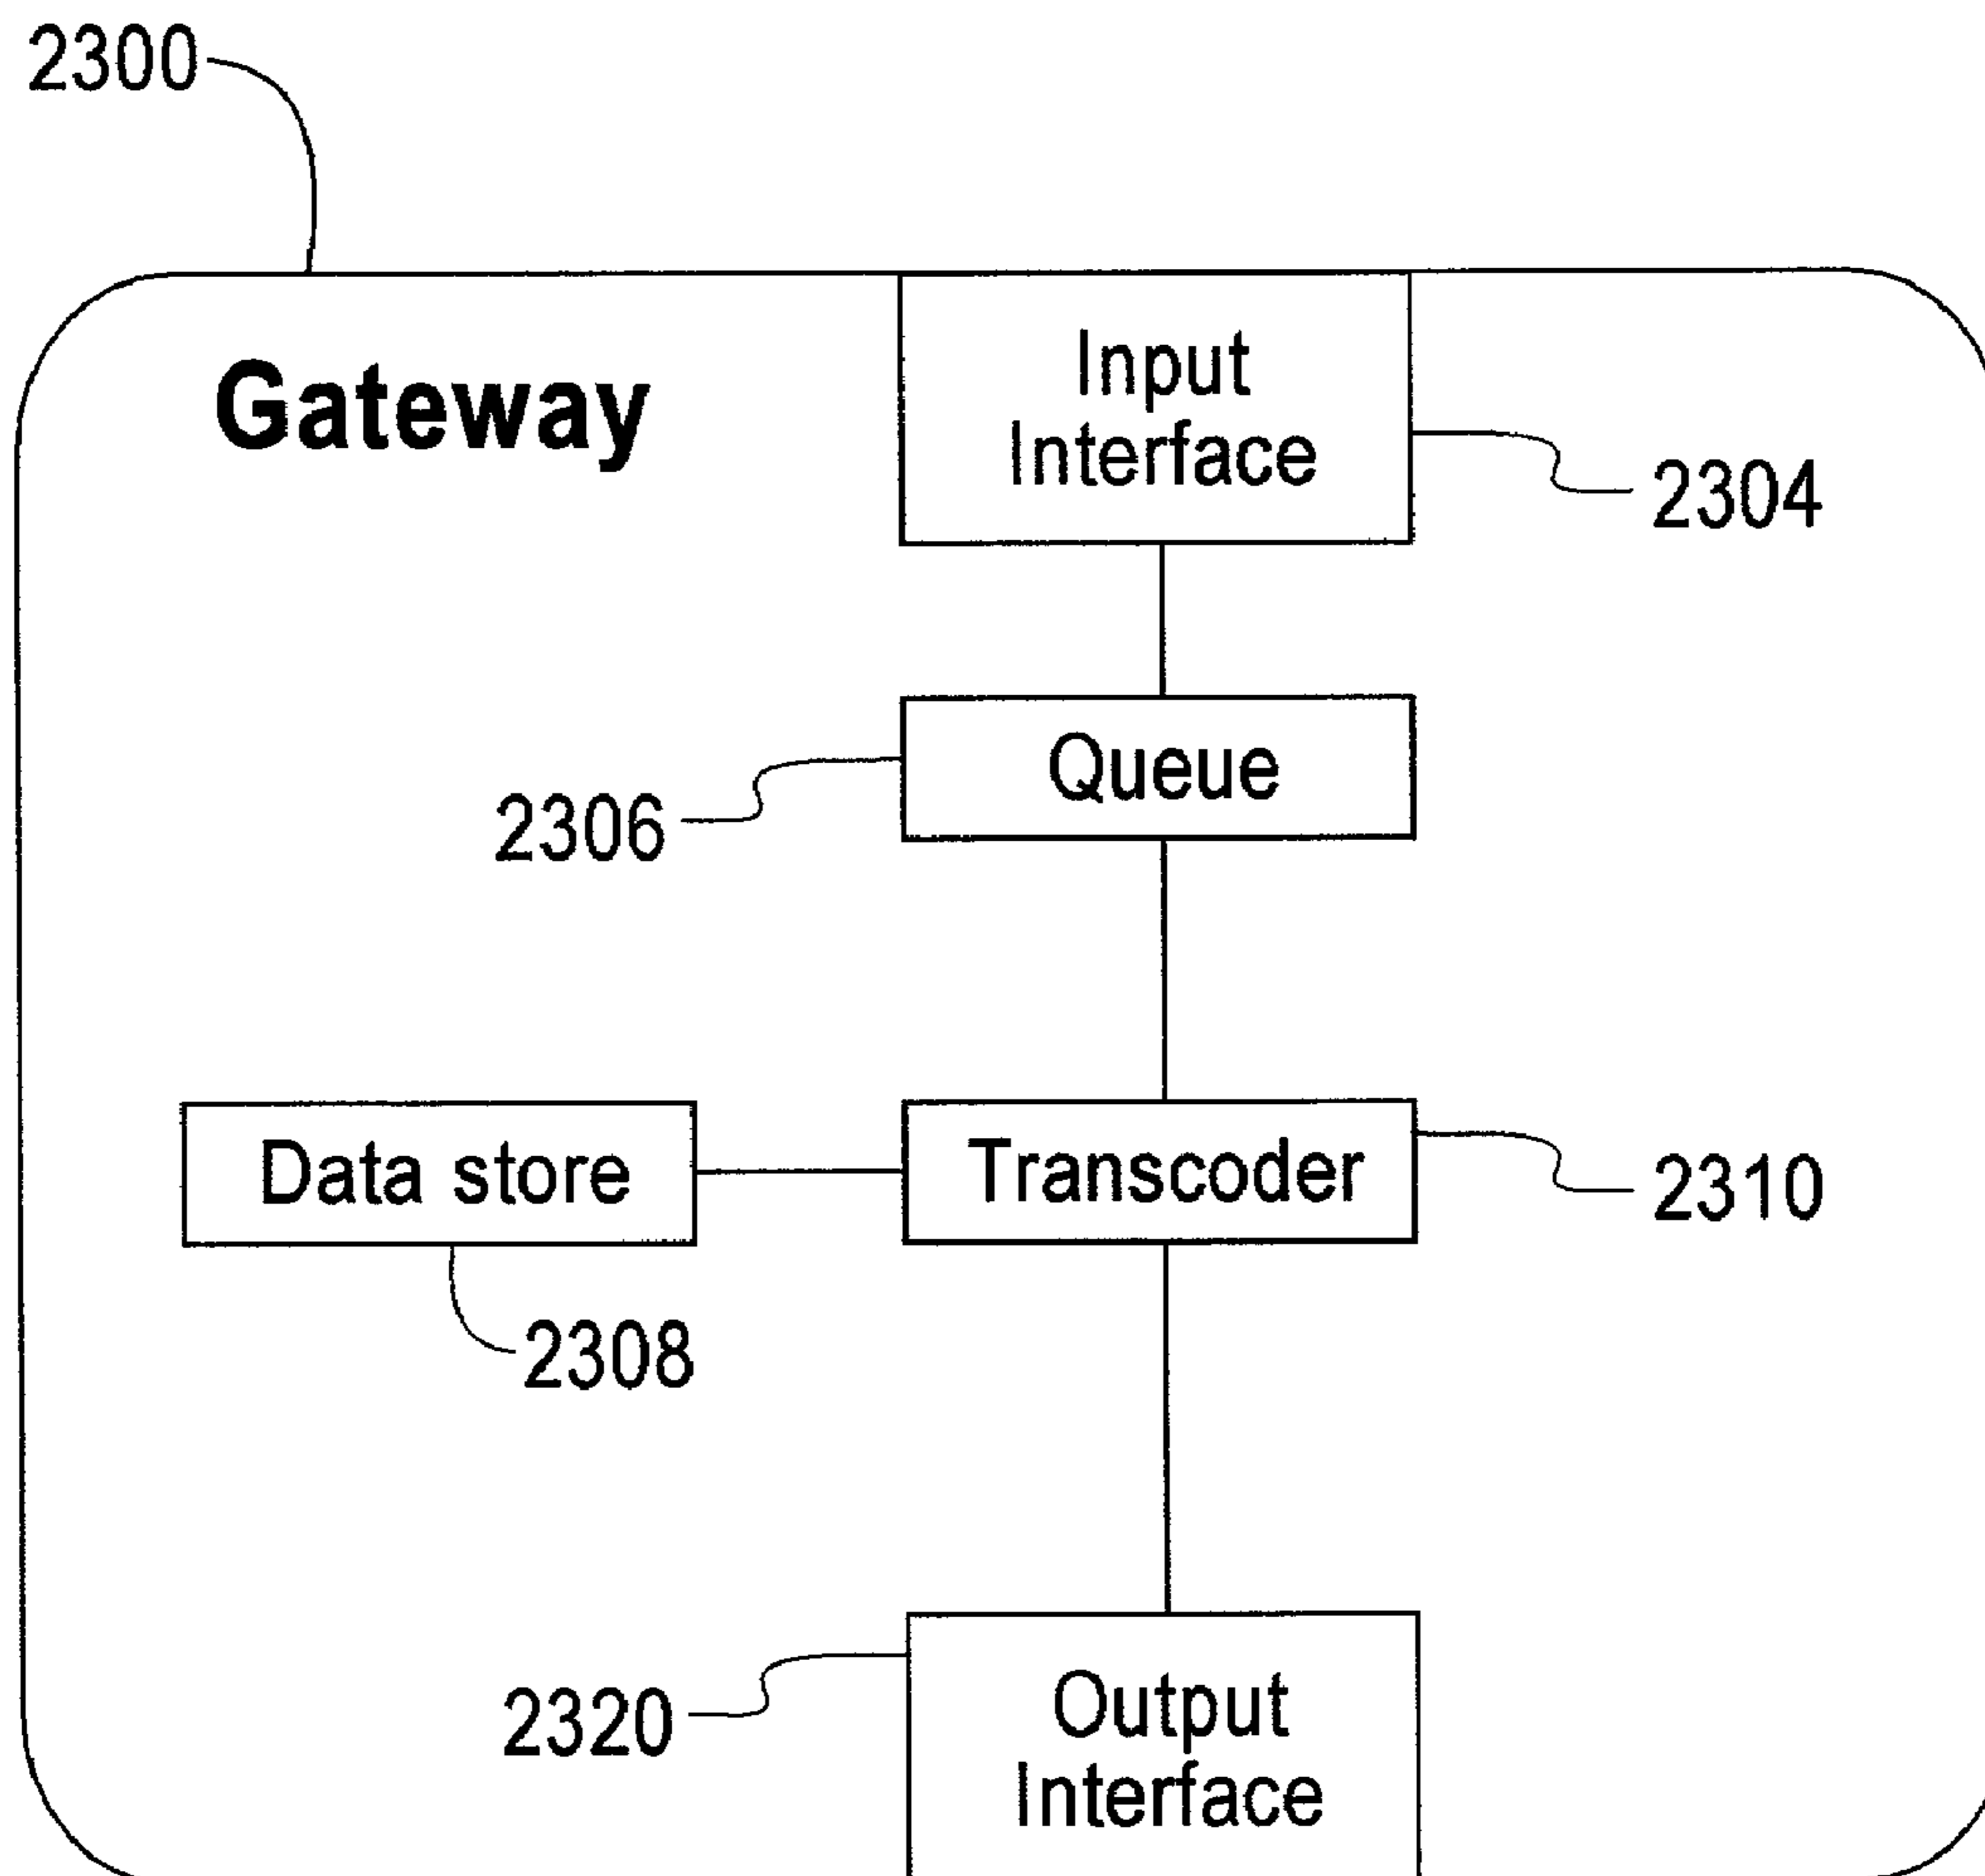 2300
Gateway
Input
Interface
2304
Queue
2306
Data store
Transcoder
2310
2308
2320
Output
Interface